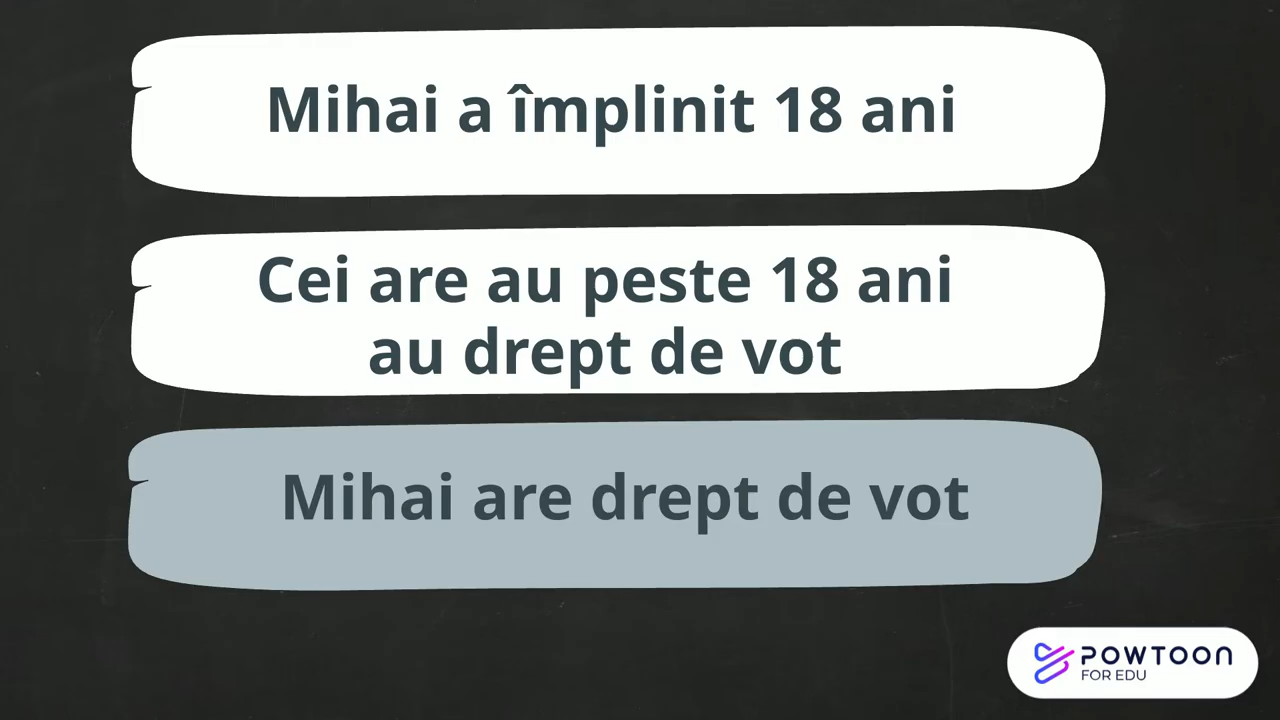 Mihai a împlinit 18 ani
Cei are au peste 18 ani
au drept de vot
Mihai are drept de vot
POWTOON
FOR EDU